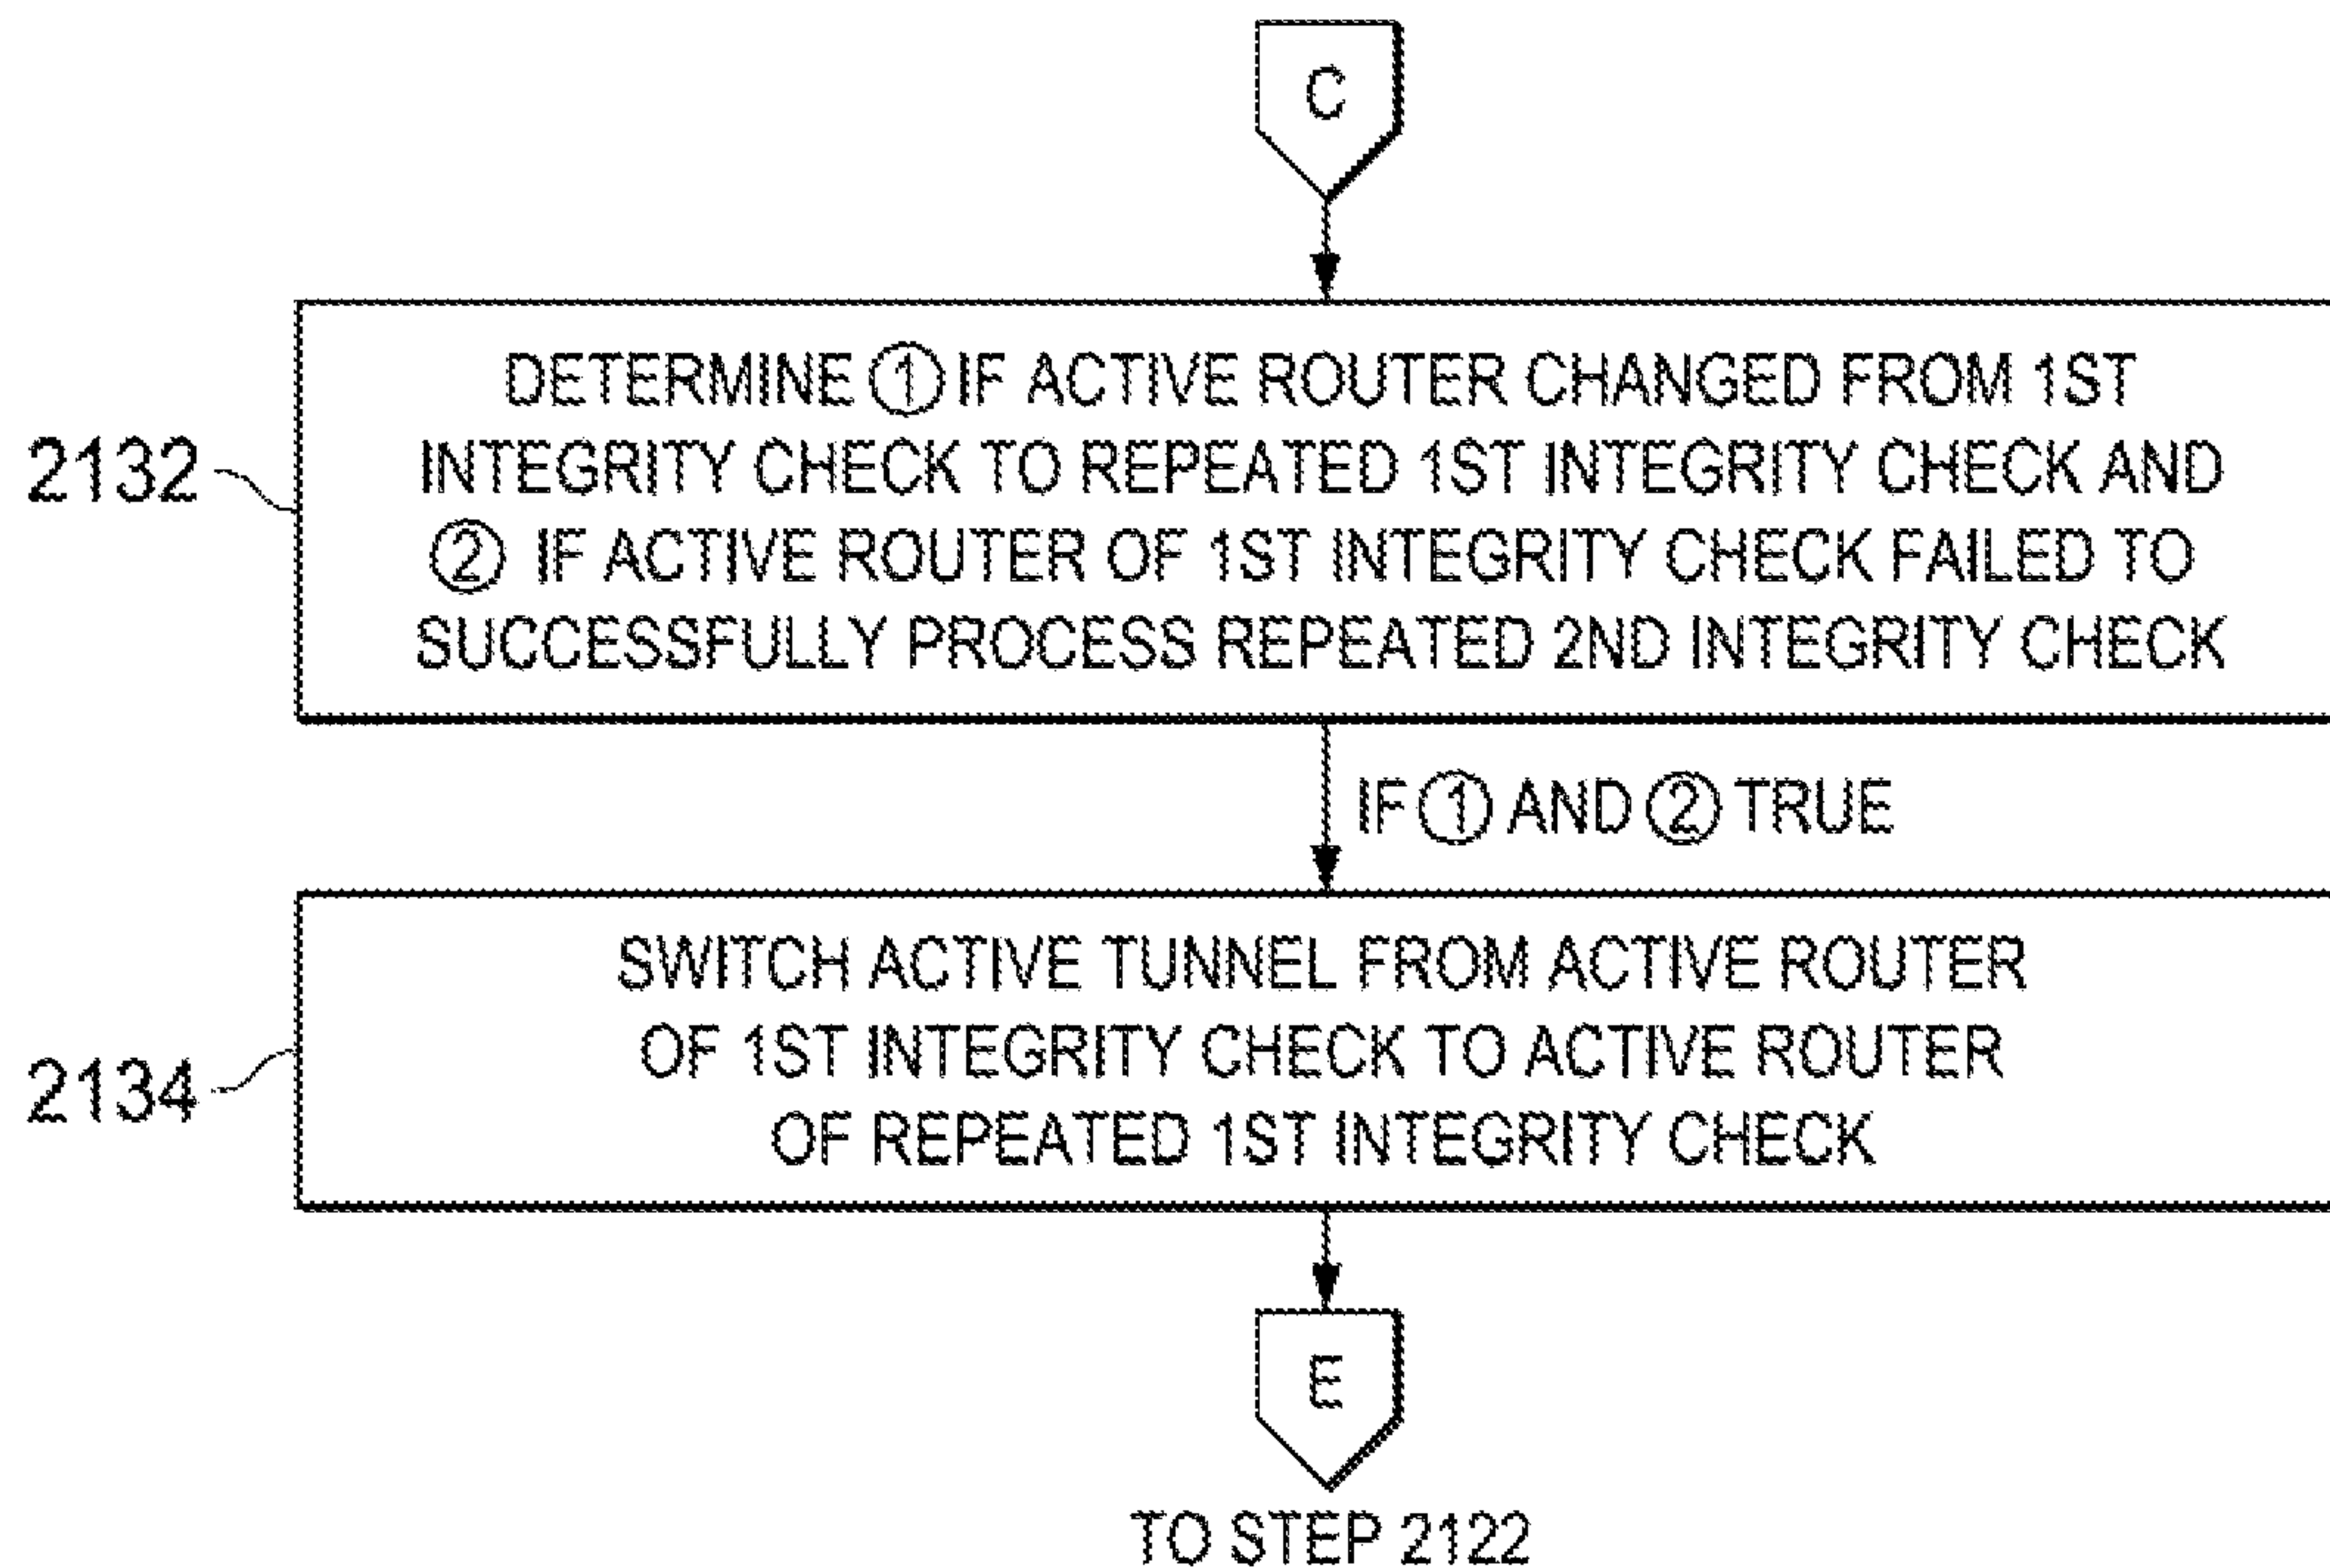 C
DETERMINE ① IF ACTIVE ROUTER CHANGED FROM 1ST
INTEGRITY CHECK TO REPEATED 1ST INTEGRITY CHECK AND
② IF ACTIVE ROUTER OF 1ST INTEGRITY CHECK FAILED TO
SUCCESSFULLY PROCESS REPEATED 2ND INTEGRITY CHECK
2132
IF ① AND ② TRUE
SWITCH ACTIVE TUNNEL FROM ACTIVE ROUTER
OF 1ST INTEGRITY CHECK TO ACTIVE ROUTER
OF REPEATED 1ST INTEGRITY CHECK
2134
E
TO STEP 2122